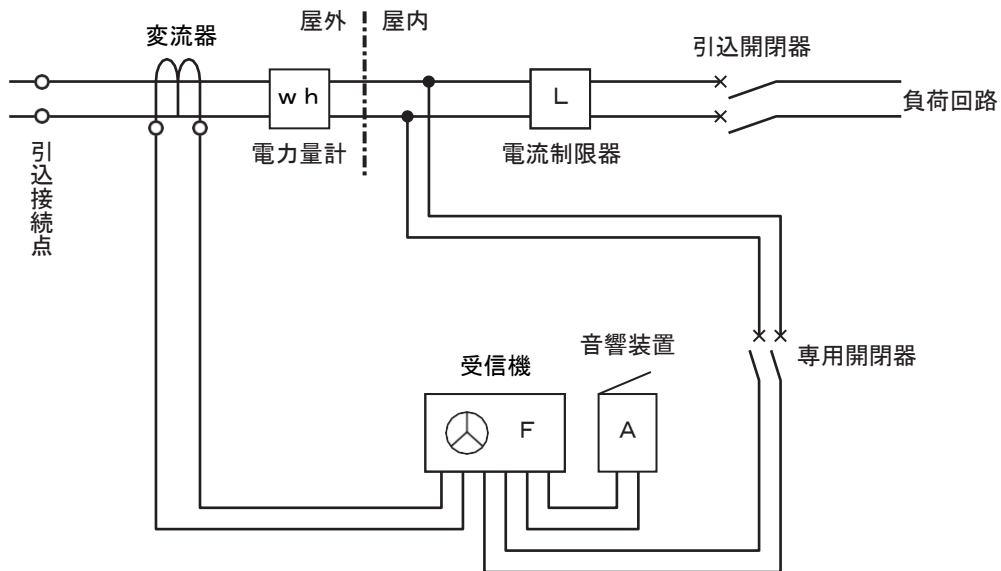 屋外
屋内
変流器
引込開閉器
wh
L
負荷回路
電力量計
電流制限器
引込接続点
音響装置
専用開閉器
受信機
F
A